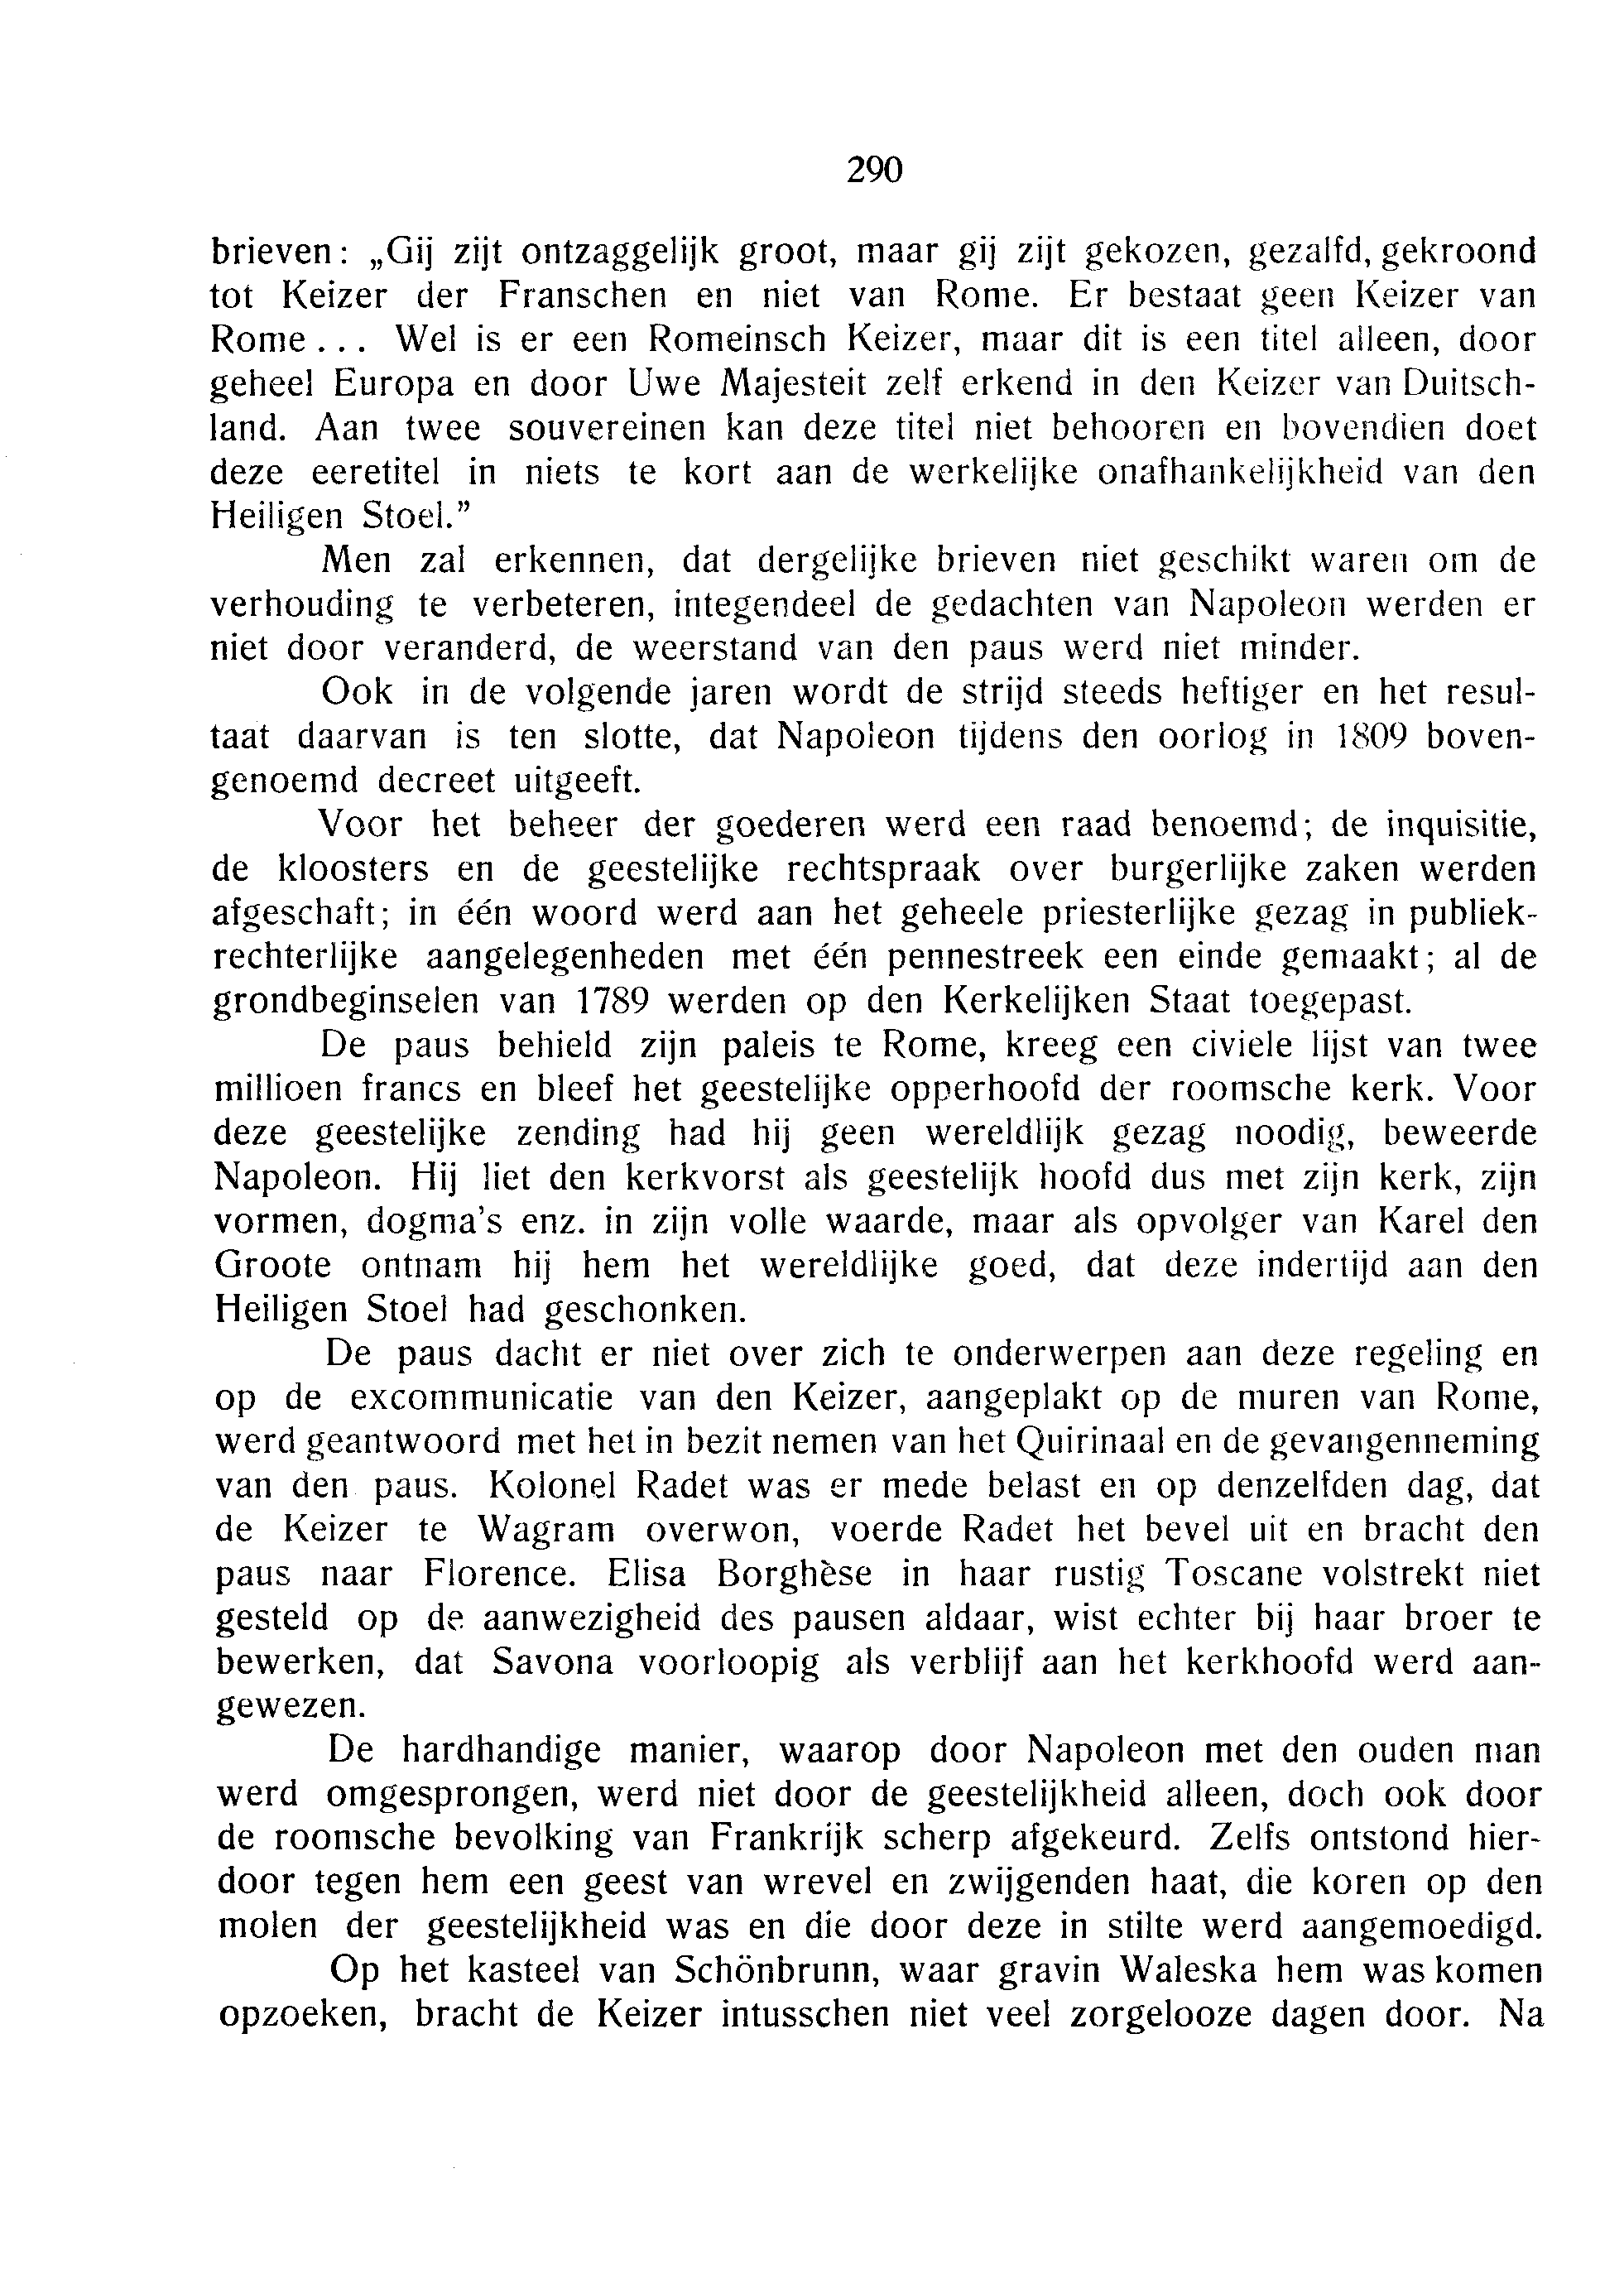 290
brieven: „Gij zijt ontzaggelijk groot, maar gij zijt gekozen, gezalfd, gekroond
tot Keizer der Franschen en niet van Rome. Er bestaat geen Keizer van
Rome ... Wel is er een Romeinsch Keizer, maar dit is een titel alleen, door
geheel Europa en door Uwe Majesteit zelf erkend in den Keizer van Duitsch-
land. Aan twee souvereinen kan deze titel niet behooren en bovendien doet
deze eeretitel in niets te kort aan de werkelijke onafhankelijkheid van den
Heiligen Stoel.”
Men zal erkennen, dat dergelijke brieven niet geschikt waren om de
verhouding te verbeteren, integendeel de gedachten van Napoleon werden er
niet door veranderd, de weerstand van den paus werd niet minder.
Ook in de volgende jaren wordt de strijd steeds heftiger en het resul-
taat daarvan is ten slotte, dat Napoleon tijdens den oorlog in 1809 boven-
genoemd decreet uitgeeft.
Voor het beheer der goederen werd een raad benoemd; de inquisitie,
de kloosters en de geestelijke rechtspraak over burgerlijke zaken werden
afgeschaft; in één woord werd aan het geheele priesterlijke gezag in publiek-
rechterlijke aangelegenheden met één pennestreek een einde gemaakt; al de
grondbeginselen van 1789 werden op den Kerkelijken Staat toegepast.
De paus behield zijn paleis te Rome, kreeg een civiele lijst van twee
millioen francs en bleef het geestelijke opperhoofd der roomsche kerk. Voor
deze geestelijke zending had hij geen wereldlijk gezag noodig, beweerde
Napoleon. Hij liet den kerkvorst als geestelijk hoofd dus met zijn kerk, zijn
vormen, dogma's enz. in zijn volle waarde, maar als opvolger van Karel den
Groote ontnam hij hem het wereldlijke goed, dat deze indertijd aan den
Heiligen Stoel had geschonken.
De paus dacht er niet over zich te onderwerpen aan deze regeling en
op de excommunicatie van den Keizer, aangeplakt op de muren van Rome,
werd geantwoord met het in bezit nemen van het Quirinaal en de gevangenneming
van den paus. Kolonel Radet was er mede belast en op denzelfden dag, dat
de Keizer te Wagram overwon, voerde Radet het bevel uit en bracht den
paus naar Florence. Elisa Borghèse in haar rustig Toscane volstrekt niet
gesteld op de aanwezigheid des pausen aldaar, wist echter bij haar broer te
bewerken, dat Savona voorloopig als verblijf aan het kerkhoofd werd aan-
gewezen.
De hardhandige manier, waarop door Napoleon met den ouden man
werd omgesprongen, werd niet door de geestelijkheid alleen, doch ook door
de roomsche bevolking van Frankrijk scherp afgekeurd. Zelfs ontstond hier-
door tegen hem een geest van wrevel en zwijgenden haat, die koren op den
molen der geestelijkheid was en die door deze in stilte werd aangemoedigd.
Op het kasteel van Schönbrunn, waar gravin Waleska hem was komen
opzoeken, bracht de Keizer intusschen niet veel zorgelooze dagen door. Na